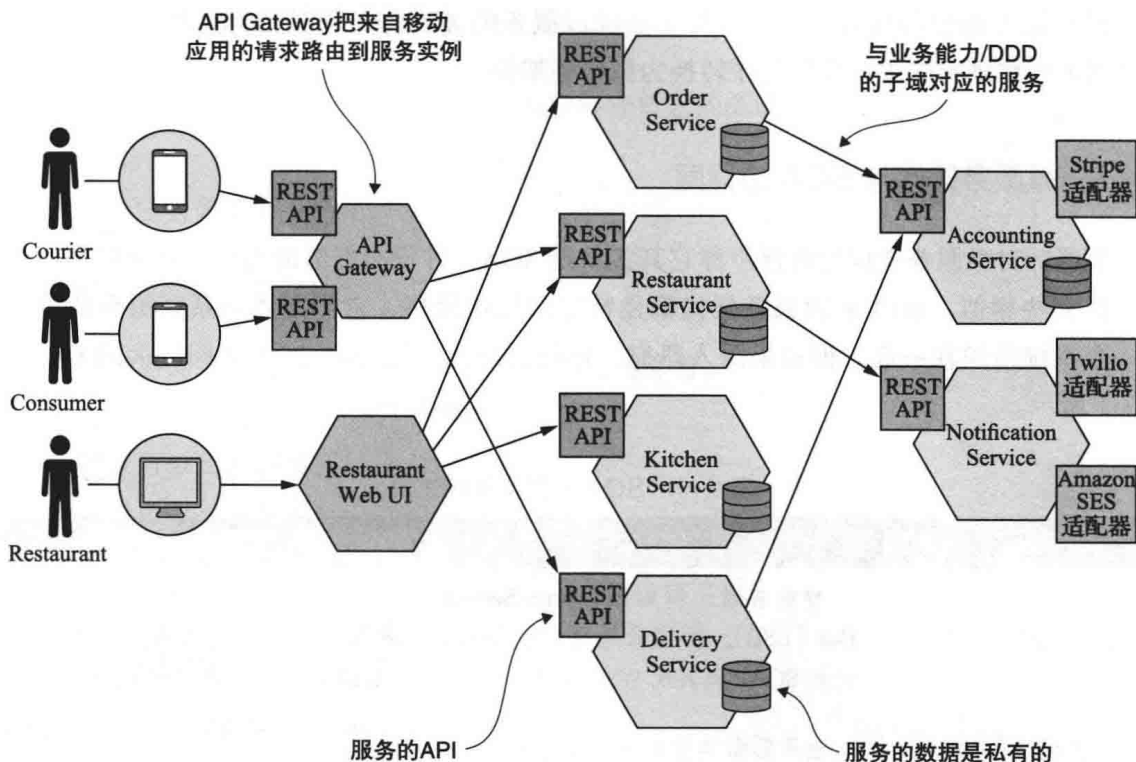 API Gateway把来自移动
应用的请求路由到服务实例
与业务能力/DDD
的子域对应的服务
Courier
Consumer
Restaurant
REST
API
REST
API
API
Gateway
Restaurant
Web UI
REST
API
Order
Service
REST
API
Restaurant
Service
REST
API
Kitchen
Service
REST
API
Delivery
Service
REST
API
Accounting
Service
Stripe
适配器
REST
API
Notification
Service
Twilio
适配器
Amazon
SES
适配器
服务的API
服务的数据是私有的